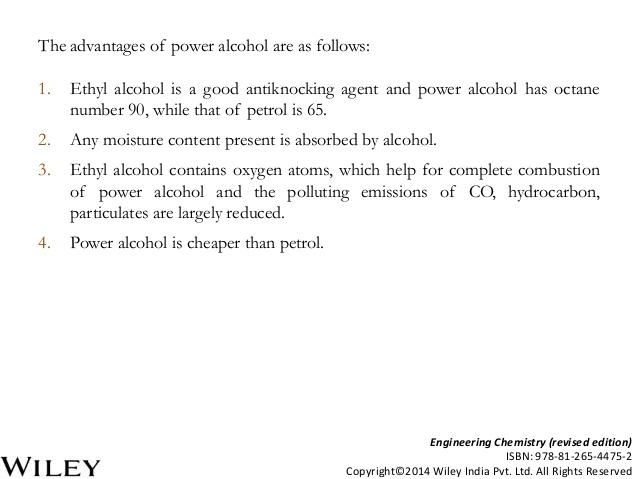 The advantages of power alcohol are as follows:
1. Ethyl alcohol is a good antiknocking agent and power alcohol has octane
number 90, while that of petrol is 65.
2. Any moisture content present is absorbed by alcohol.
3. Ethyl alcohol contains oxygen atoms, which help for complete combustion
of power alcohol and the polluting emissions of CO, hydrocarbon,
particulates are largely reduced.
4. Power alcohol is cheaper than petrol.
Engineering Chemistry (revised edition)
ISBN: 978-81-265-4475-2
Copyright©2014 Wiley India Pvt. Ltd. All Rights Reserved
WILEY